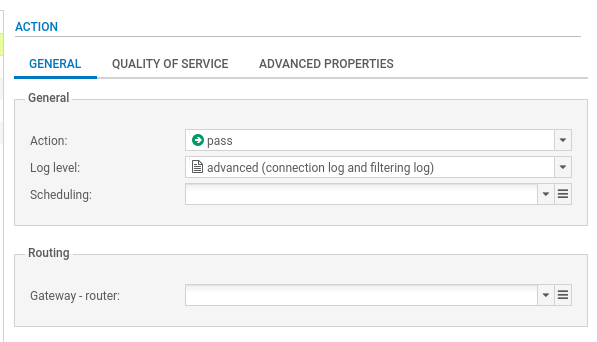 ACTION
GENERAL QUALITY OF SERVICE ADVANCED PROPERTIES
General
Action: pass
Log level: advanced (connection log and filtering log)
Scheduling:
Routing
Gateway - router: